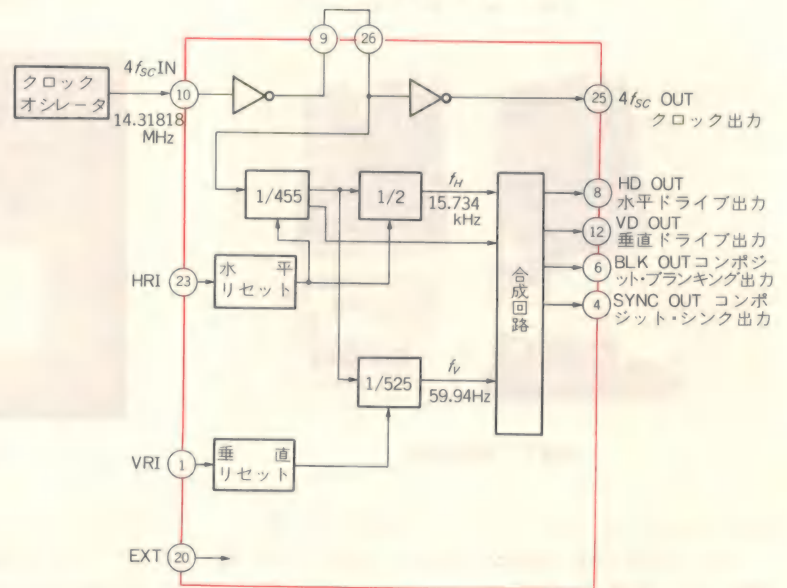 9
26
4fSC IN
クロック
オシレータ
10
14.31818
MHz
25
4fSC OUT
クロック出力
1/455
1/2
fH
15.734
kHz
8
HD OUT
水平ドライブ出力
12
VD OUT
垂直ドライブ出力
6
BLK OUT コンポジ
ット・ブランキング出力
4
SYNC OUT コンポ
ジット・シンク出力
合成回路
HRI
23
水平
リセット
1/525
fV
59.94Hz
VRI
1
垂直
リセット
EXT
20